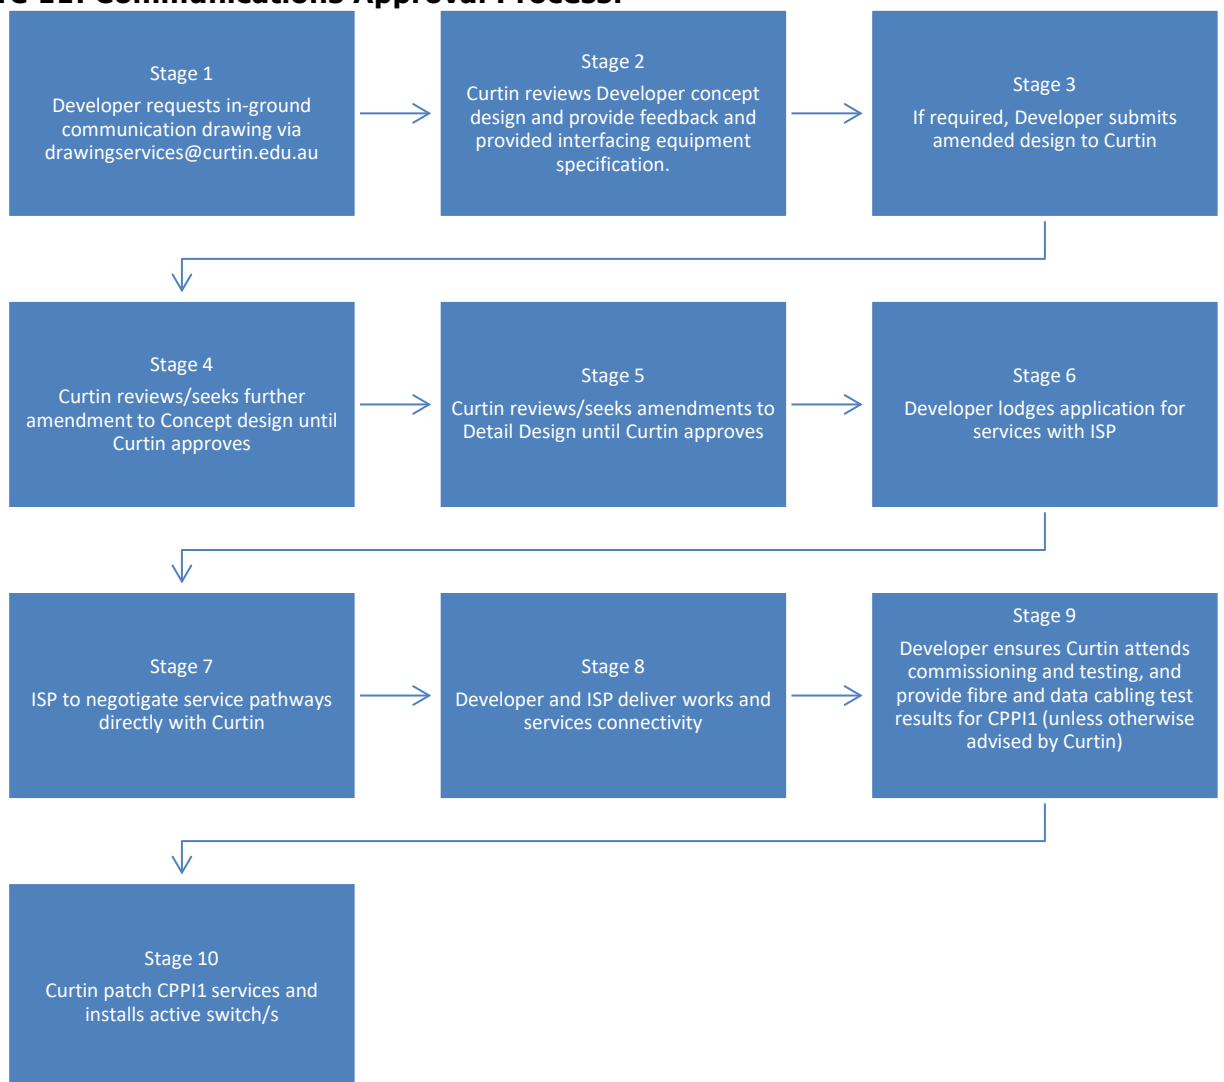 re 11: Communications Approval Process.
Stage 1
Developer requests in-ground
communication drawing via
drawingservices@curtin.edu.au
Stage 2
Curtin reviews Developer concept
design and provide feedback and
provided interfacing equipment
specification.
Stage 3
If required, Developer submits
amended design to Curtin
Stage 4
Curtin reviews/seeks further
amendment to Concept design until
Curtin approves
Stage 5
Curtin reviews/seeks amendments to
Detail Design until Curtin approves
Stage 6
Developer lodges application for
services with ISP
Stage 7
ISP to negotigate service pathways
directly with Curtin
Stage 8
Developer and ISP deliver works and
services connectivity
Stage 9
Developer ensures Curtin attends
commissioning and testing, and
provide fibre and data cabling test
results for CPPI1 (unless otherwise
advised by Curtin)
Stage 10
Curtin patch CPPI1 services and
installs active switch/s